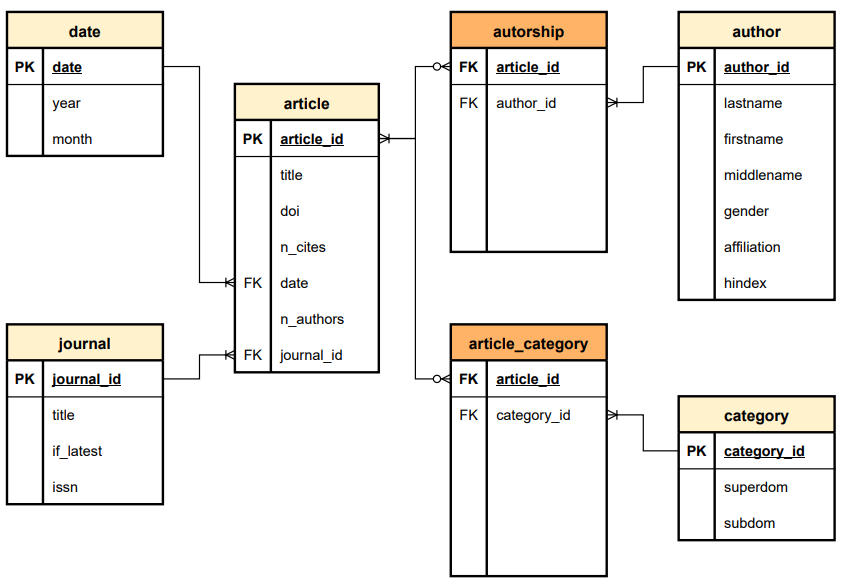 date
PK date
year
month
article
PK article_id
title
doi
n_cites
FK date
n_authors
FK journal_id
journal
PK journal_id
title
if_latest
issn
autorship
FK article_id
FK author_id
author
PK author_id
lastname
firstname
middlename
gender
affiliation
hindex
article_category
FK article_id
FK category_id
category
PK category_id
superdom
subdom